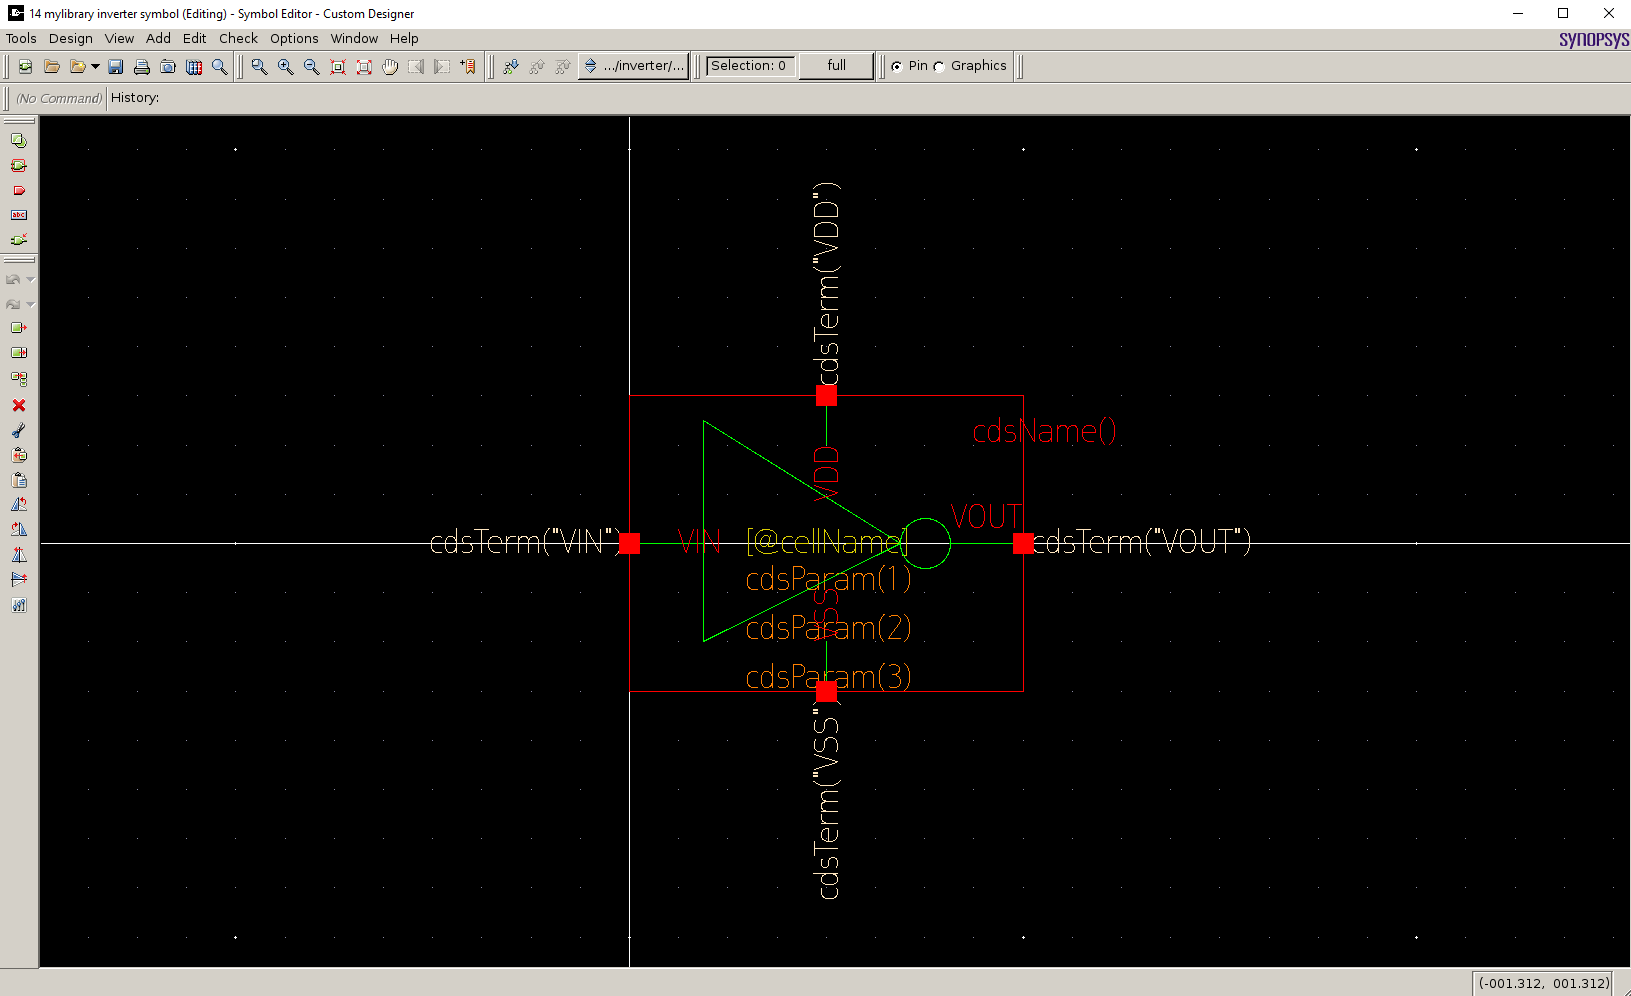 14 mylibrary inverter symbol (Editing) - Symbol Editor - Custom Designer
Tools Design View Add Edit Check Options Window Help
SYNOPSYS
.../inverter/... Selection: 0 full Pin Graphics
(No Command) History:
abc
cdsTerm("VDD")
cdsName()
VDD
VOUT
cdsTerm("VIN") VIN [@cellName] cdsTerm("VOUT")
cdsParam(1)
VSS
cdsParam(2)
cdsParam(3)
cdsTerm("VSS")
(-001.312, 001.312)